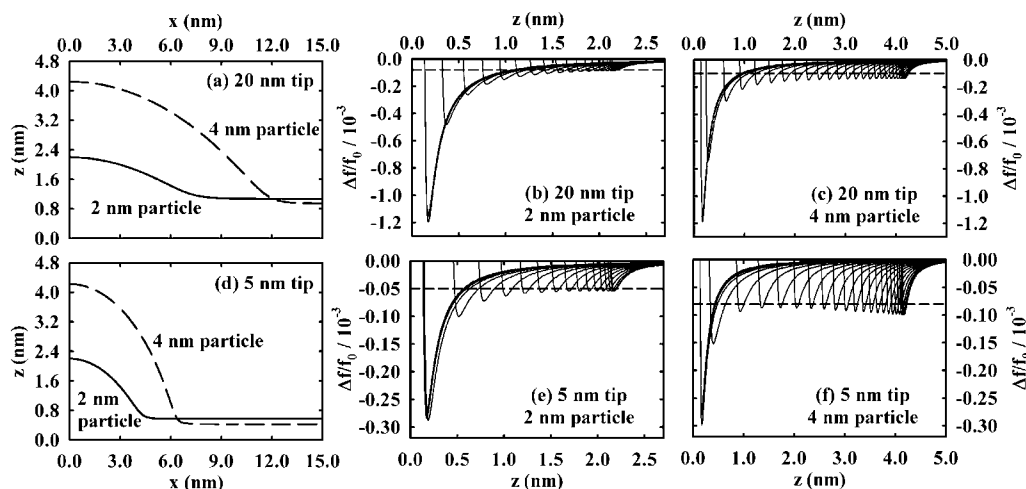 x (nm)
0.0 3.0 6.0 9.0 12.0 15.0
4.8
4.0
3.2
2.4
1.6
0.8
0.0
z (nm)
(a) 20 nm tip
4 nm particle
2 nm particle
z (nm)
0.0 0.5 1.0 1.5 2.0 2.5
0.0
-0.2
-0.4
-0.6
-0.8
-1.0
-1.2
Δf/f₀ / 10⁻³
(b) 20 nm tip
2 nm particle
z (nm)
0.0 1.0 2.0 3.0 4.0 5.0
0.0
-0.2
-0.4
-0.6
-0.8
-1.0
-1.2
Δf/f₀ / 10⁻³
(c) 20 nm tip
4 nm particle
4.8
4.0
3.2
2.4
1.6
0.8
0.0
z (nm)
(d) 5 nm tip
4 nm particle
2 nm
particle
0.0 3.0 6.0 9.0 12.0 15.0
x (nm)
0.00
-0.05
-0.10
-0.15
-0.20
-0.25
-0.30
Δf/f₀ / 10⁻³
(e) 5 nm tip
2 nm particle
0.0 0.5 1.0 1.5 2.0 2.5
z (nm)
0.00
-0.05
-0.10
-0.15
-0.20
-0.25
-0.30
Δf/f₀ / 10⁻³
(f) 5 nm tip
4 nm particle
0.0 1.0 2.0 3.0 4.0 5.0
z (nm)